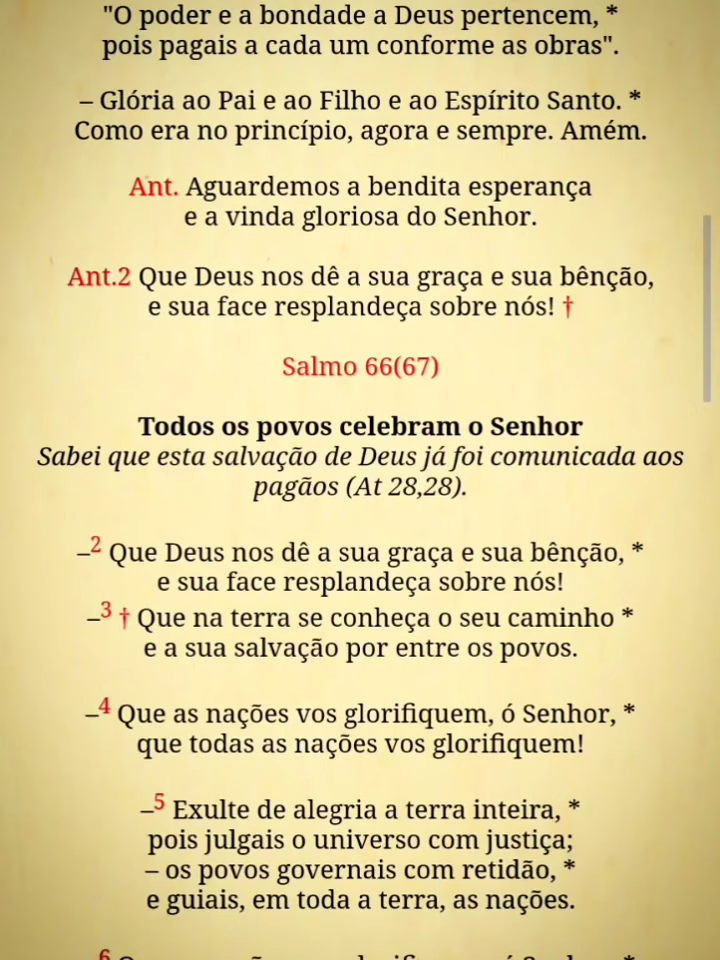 "O poder e a bondade a Deus pertencem, *
pois pagais a cada um conforme as obras".
– Glória ao Pai e ao Filho e ao Espírito Santo. *
Como era no princípio, agora e sempre. Amém.
Ant. Aguardemos a bendita esperança
e a vinda gloriosa do Senhor.
Ant.2 Que Deus nos dê a sua graça e sua bênção,
e sua face resplandeça sobre nós! †
Salmo 66(67)
Todos os povos celebram o Senhor
Sabei que esta salvação de Deus já foi comunicada aos
pagãos (At 28,28).
–2 Que Deus nos dê a sua graça e sua bênção, *
e sua face resplandeça sobre nós!
–3 † Que na terra se conheça o seu caminho *
e a sua salvação por entre os povos.
–4 Que as nações vos glorifiquem, ó Senhor, *
que todas as nações vos glorifiquem!
–5 Exulte de alegria a terra inteira, *
pois julgais o universo com justiça;
– os povos governais com retidão, *
e guiais, em toda a terra, as nações.